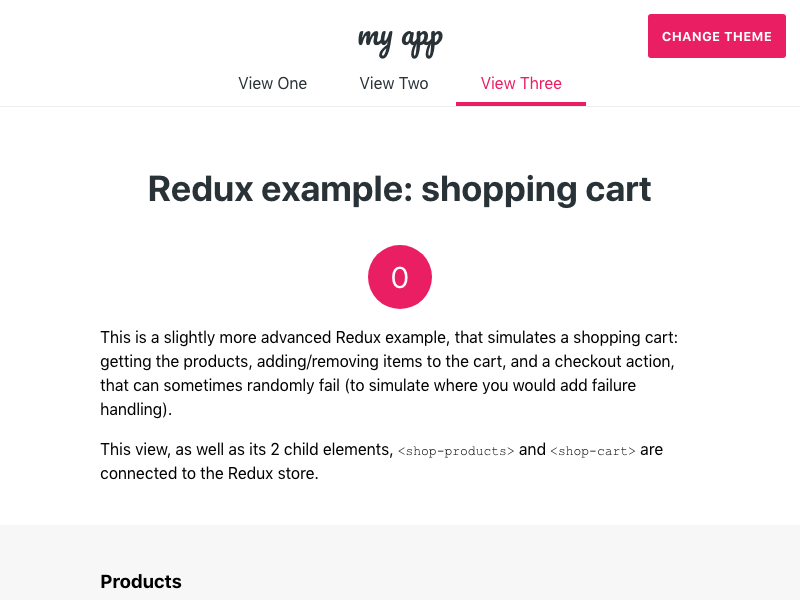 my app
CHANGE THEME
View One View Two View Three
Redux example: shopping cart
0
This is a slightly more advanced Redux example, that simulates a shopping cart:
getting the products, adding/removing items to the cart, and a checkout action,
that can sometimes randomly fail (to simulate where you would add failure
handling).
This view, as well as its 2 child elements, <shop-products> and <shop-cart> are
connected to the Redux store.
Products